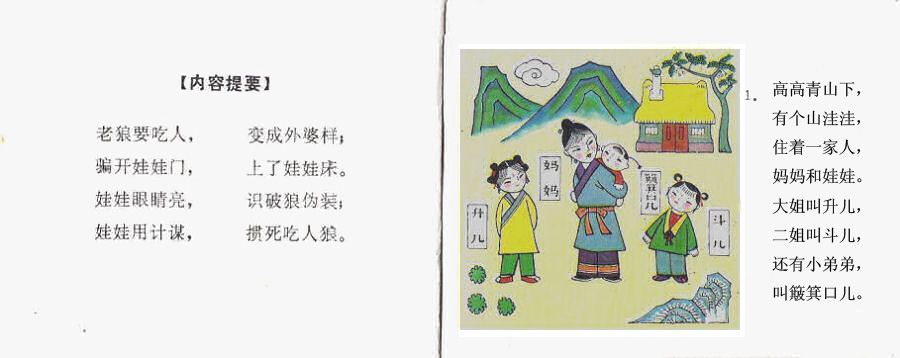 【内容提要】
老狼要吃人， 变成外婆样；
骗开娃娃门， 上了娃娃床。
娃娃眼睛亮， 识破狼伪装；
娃娃用计谋， 掼死吃人狼。
升儿
妈妈
簸箕口儿
斗儿
1.
高高青山下，
有个山洼洼，
住着一家人，
妈妈和娃娃。
大姐叫升儿，
二姐叫斗儿，
还有小弟弟，
叫簸箕口儿。